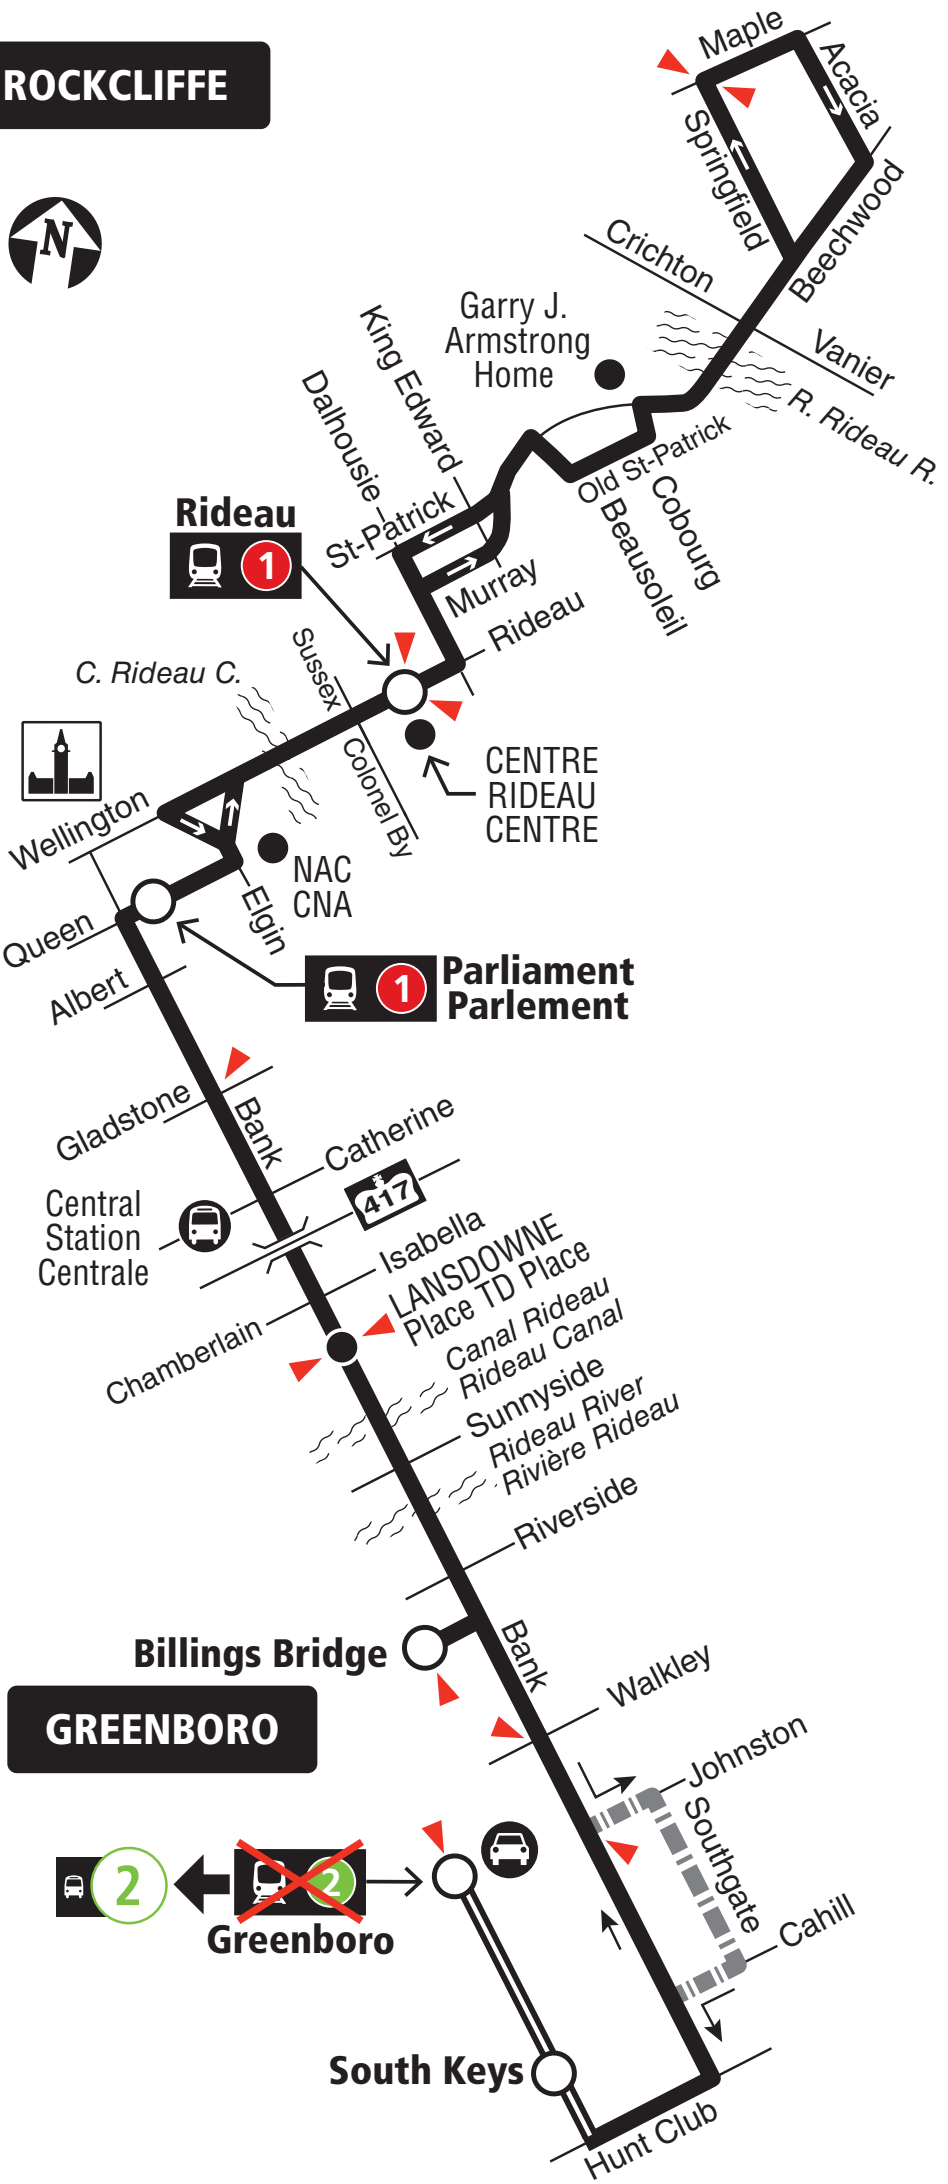 Maple
ROCKCLIFFE
Acacia
Springfield
N
Beechwood
Crichton
Garry J.
Armstrong
Home
King Edward
Vanier
Dalhousie
R. Rideau R.
Old St-Patrick
Rideau
1
St-Patrick
Cobourg
Beausoleil
Murray
Rideau
Sussex
C. Rideau C.
Colonel By
CENTRE
RIDEAU
CENTRE
Wellington
NAC
CNA
Elgin
Queen
1
Parliament
Parlement
Albert
Gladstone
Bank
Catherine
417
Central
Station
Centrale
Isabella
LANSDOWNE
Place TD Place
Chamberlain
Canal Rideau
Rideau Canal
Sunnyside
Rideau River
Rivière Rideau
Riverside
Billings Bridge
Bank
Walkley
GREENBORO
Johnston
Southgate
2
2
Greenboro
Cahill
South Keys
Hunt Club